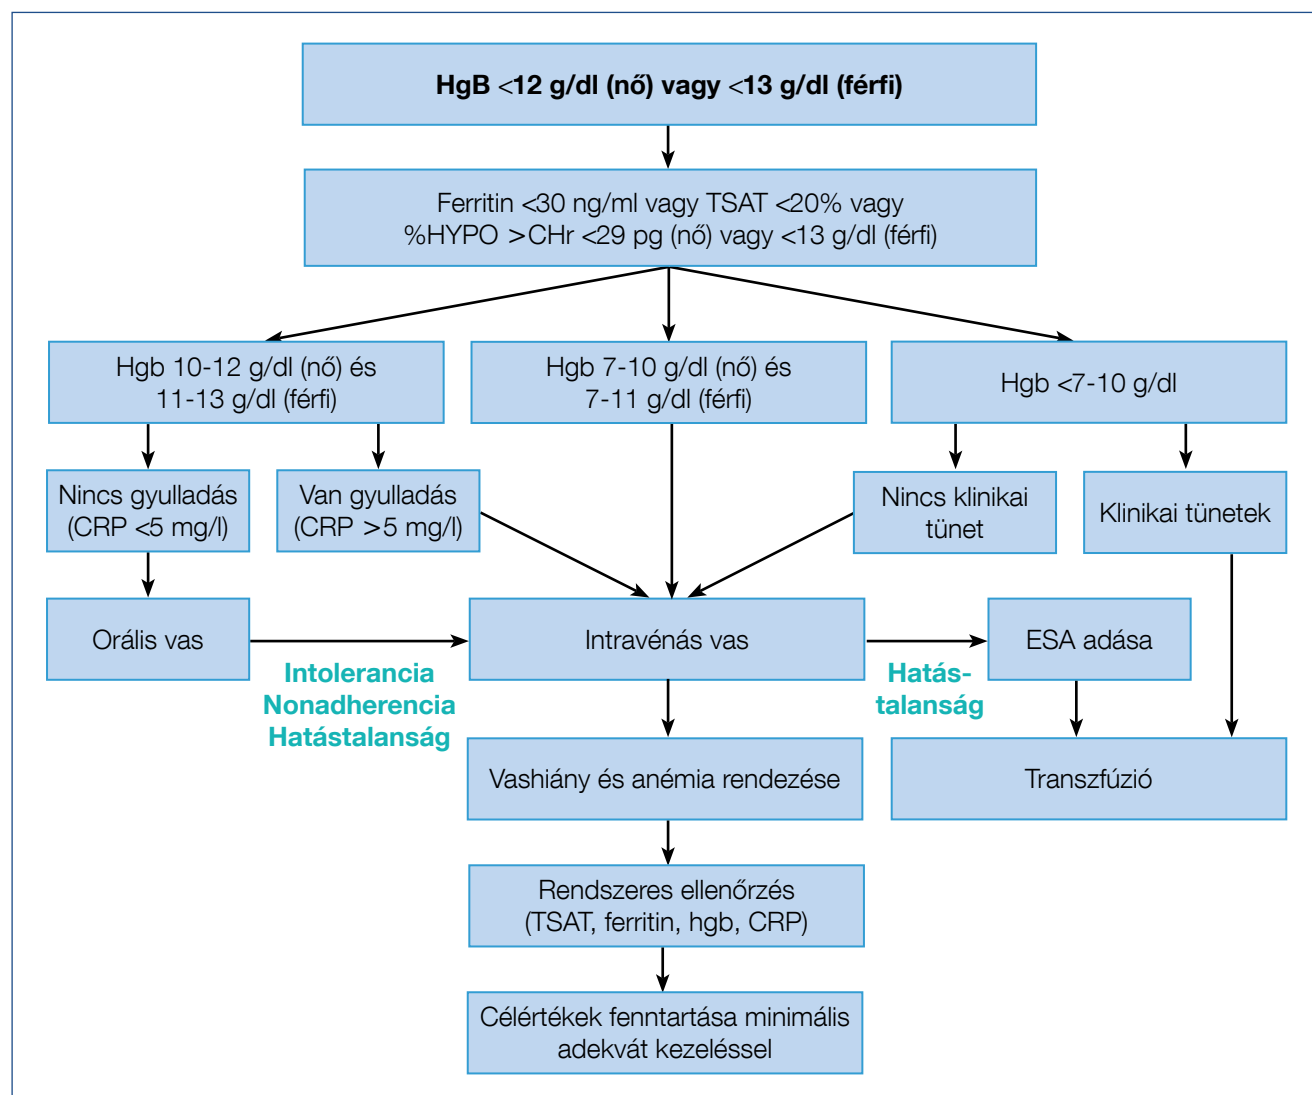 HgB <12 g/dl (nő) vagy <13 g/dl (férfi)
Ferritin <30 ng/ml vagy TSAT <20% vagy
%HYPO >CHr <29 pg (nő) vagy <13 g/dl (férfi)
Hgb 10-12 g/dl (nő) és
11-13 g/dl (férfi)
Hgb 7-10 g/dl (nő) és
7-11 g/dl (férfi)
Hgb <7-10 g/dl
Nincs gyulladás
(CRP <5 mg/l)
Van gyulladás
(CRP >5 mg/l)
Nincs klinikai
tünet
Klinikai tünetek
Orális vas
Intolerancia
Nonadherencia
Hatástalanság
Intravénás vas
Hatás-
talanság
ESA adása
Vashiány és anémia rendezése
Transzfúzió
Rendszeres ellenőrzés
(TSAT, ferritin, hgb, CRP)
Célértékek fenntartása minimális
adekvát kezeléssel